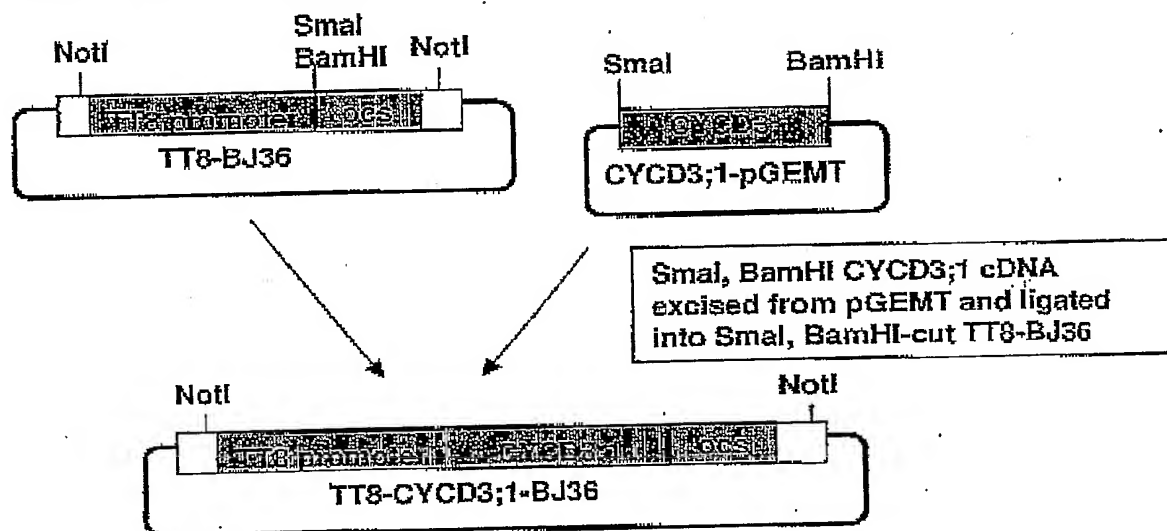 SmaI
NotI BamHI NotI
TT8 promoter ocs
TT8-BJ36
SmaI BamHI
CYCD3
CYCD3;1-pGEMT
SmaI, BamHI CYCD3;1 cDNA
excised from pGEMT and ligated
into SmaI, BamHI-cut TT8-BJ36
NotI NotI
TT8 promoter ocs
TT8-CYCD3;1-BJ36